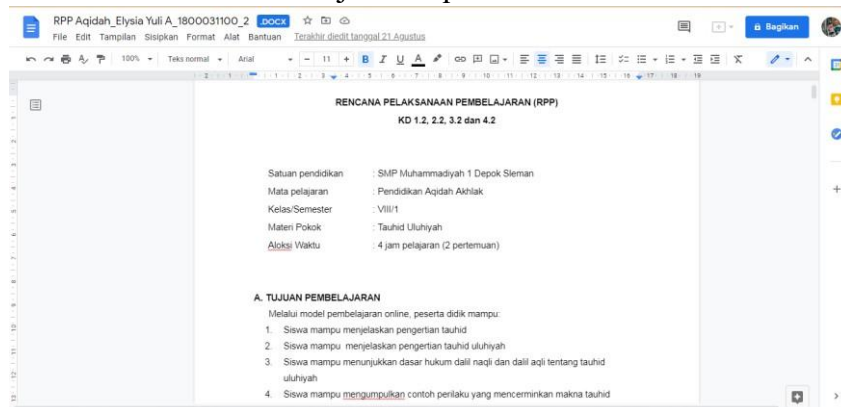 RPP Aqidah_Elysia Yuli A_1800031100_2 .DOCX
File Edit Tampilan Sisipkan Format Alat Bantuan Terakhir diedit tanggal 21 Agustus
Bagikan
100% Teks normal Arial - 11 + B I U A
RENCANA PELAKSANAAN PEMBELAJARAN (RPP)
KD 1.2, 2.2, 3.2 dan 4.2
Satuan pendidikan : SMP Muhammadiyah 1 Depok Sleman
Mata pelajaran : Pendidikan Aqidah Akhlak
Kelas/Semester : VIII/1
Materi Pokok : Tauhid Uluhiyah
Aloksi Waktu : 4 jam pelajaran (2 pertemuan)
A. TUJUAN PEMBELAJARAN
Melalui model pembelajaran online, peserta didik mampu:
1. Siswa mampu menjelaskan pengertian tauhid
2. Siswa mampu menjelaskan pengertian tauhid uluhiyah
3. Siswa mampu menunjukkan dasar hukum dalil naqli dan dalil aqli tentang tauhid
uluhiyah
4. Siswa mampu mengumpulkan contoh perilaku yang mencerminkan makna tauhid